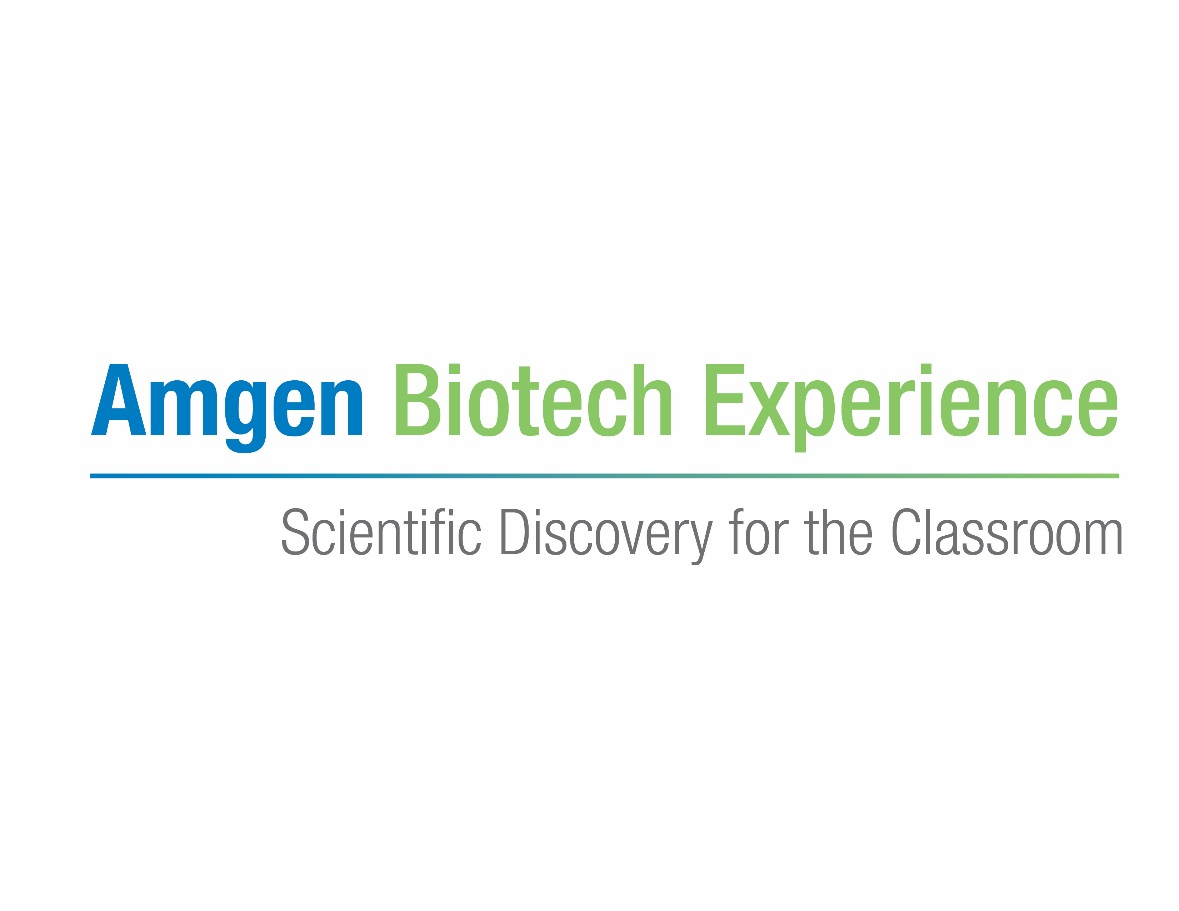 Amgen Biotech Experience
Scientific Discovery for the Classroom